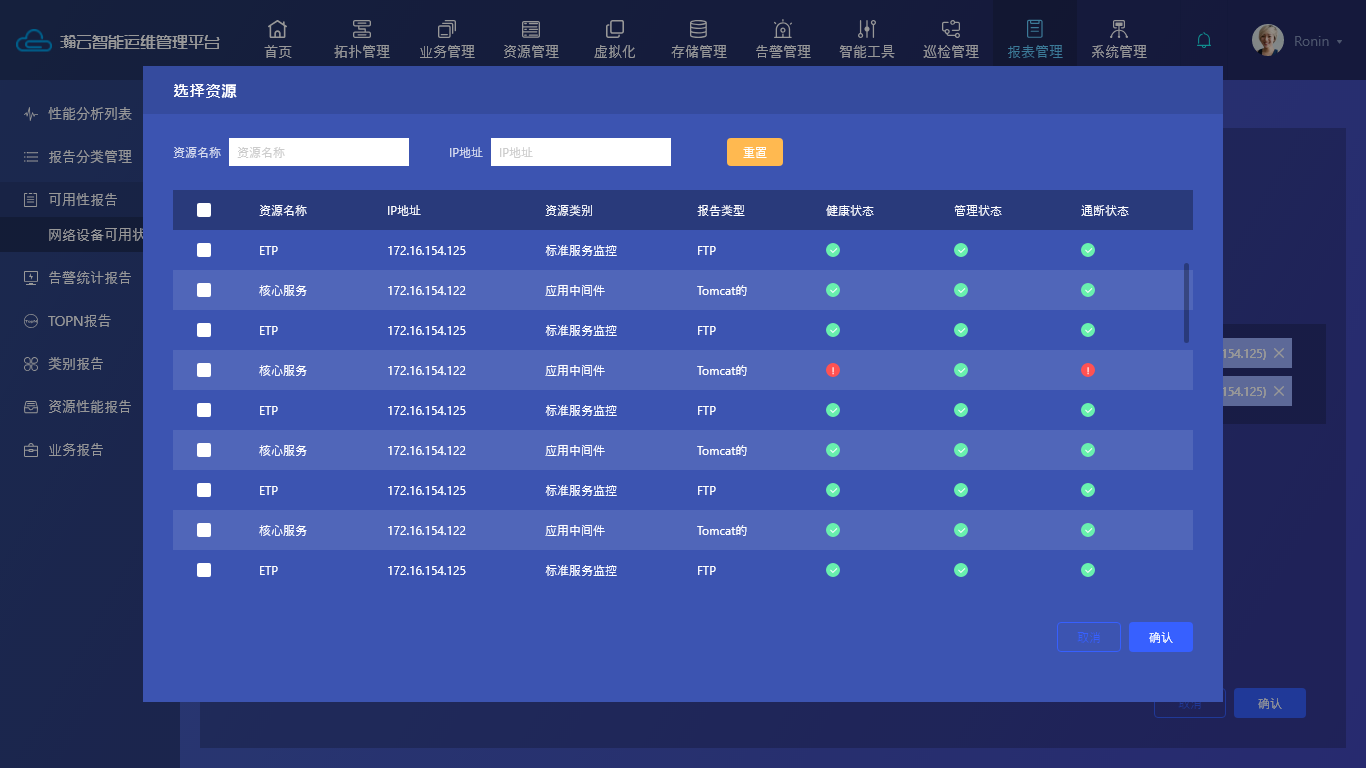 瀚云智能运维管理平台
首页 拓扑管理 业务管理 资源管理 虚拟化 存储管理 告警管理 智能工具 巡检管理 报表管理 系统管理 Ronin
选择资源
性能分析列表
报告分类管理
可用性报告
网络设备可用状
告警统计报告
TOPN报告
类别报告
资源性能报告
业务报告
资源名称 资源名称 IP地址 IP地址 重置
资源名称 IP地址 资源类别 报告类型 健康状态 管理状态 通断状态
ETP 172.16.154.125 标准服务监控 FTP
核心服务 172.16.154.122 应用中间件 Tomcat的
ETP 172.16.154.125 标准服务监控 FTP
核心服务 172.16.154.122 应用中间件 Tomcat的
ETP 172.16.154.125 标准服务监控 FTP
核心服务 172.16.154.122 应用中间件 Tomcat的
ETP 172.16.154.125 标准服务监控 FTP
核心服务 172.16.154.122 应用中间件 Tomcat的
ETP 172.16.154.125 标准服务监控 FTP
154.125)
154.125)
取消 确认
取消 确认